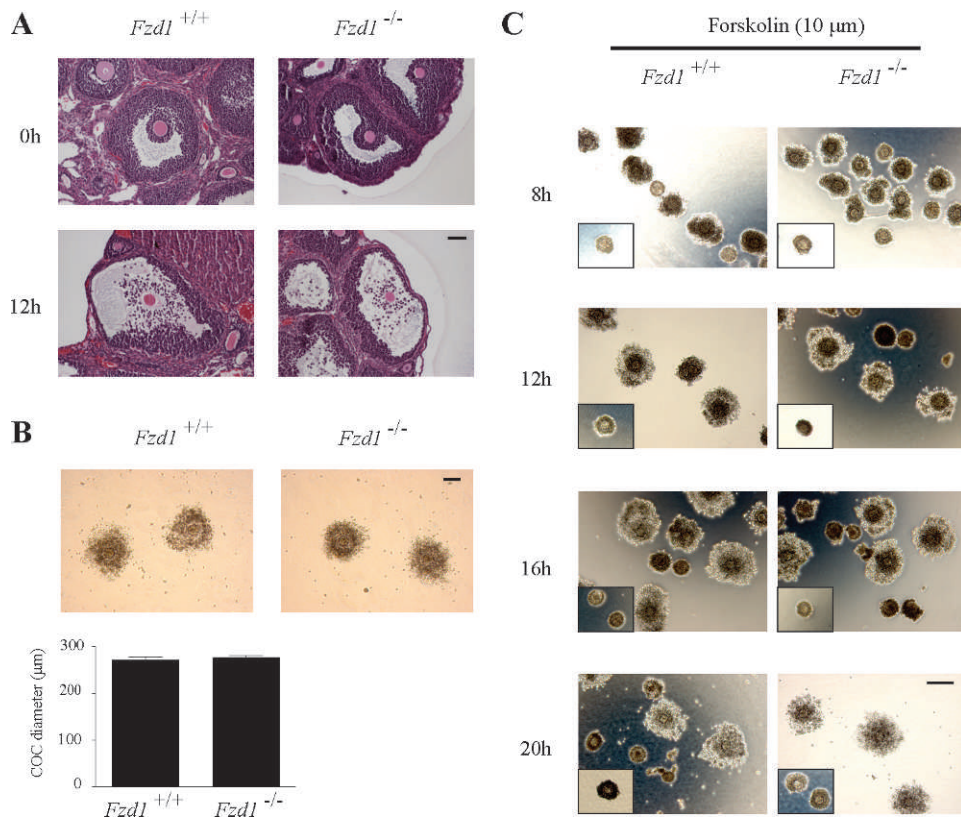 A
Fzd1 +/+
Fzd1 -/-
0h
12h
B
Fzd1 +/+
Fzd1 -/-
COC diameter (µm)
300
200
100
0
Fzd1 +/+
Fzd1 -/-
C
Forskolin (10 µm)
Fzd1 +/+
Fzd1 -/-
8h
12h
16h
20h